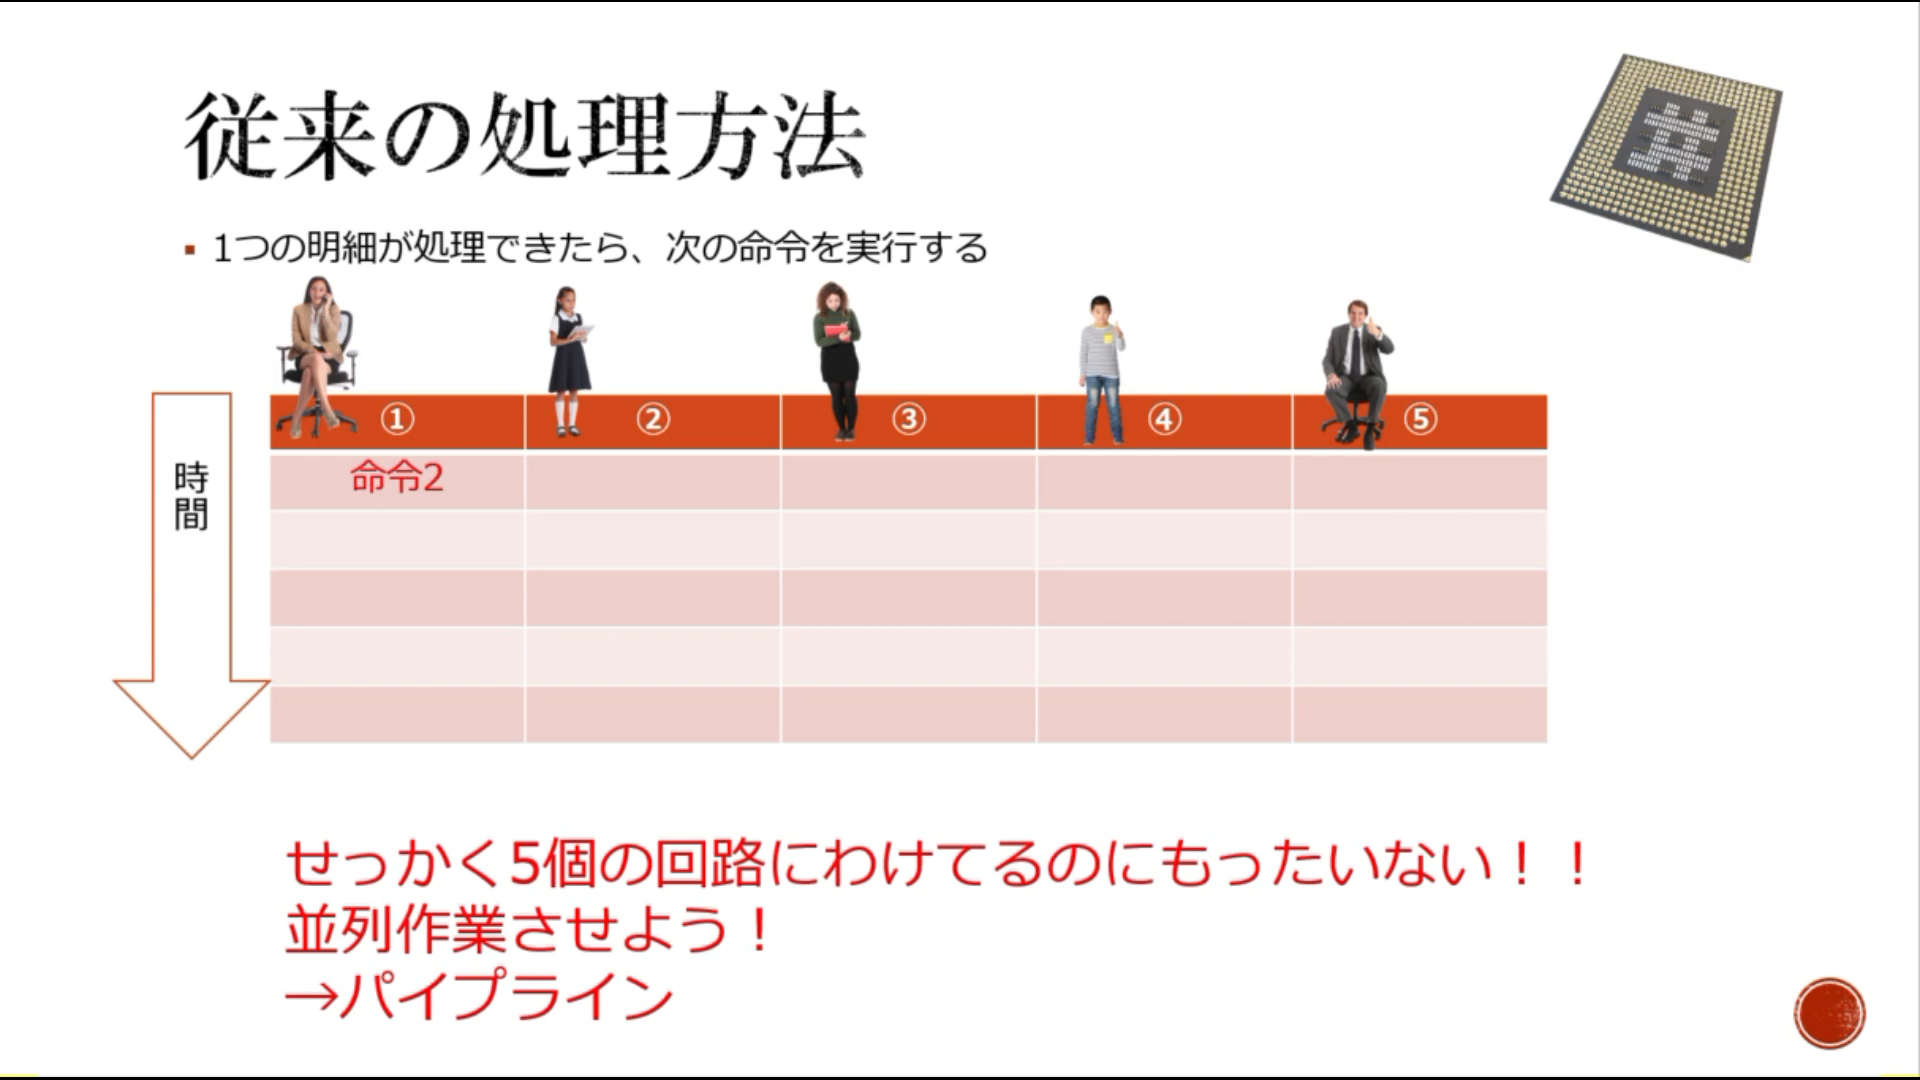 従来の処理方法
▪ 1つの明細が処理できたら、次の命令を実行する
① ② ③ ④ ⑤
時間
命令2
せっかく5個の回路にわけてるのにもったいない！！
並列作業させよう！
→パイプライン